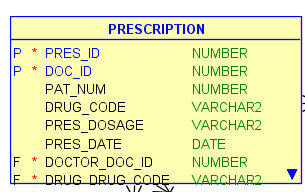 PRESCRIPTION
P * PRES_ID NUMBER
P * DOC_ID NUMBER
PAT_NUM NUMBER
DRUG_CODE VARCHAR2
PRES_DOSAGE VARCHAR2
PRES_DATE DATE
F * DOCTOR_DOC_ID NUMBER
F * DRUG_DRUG_CODE VARCHAR2